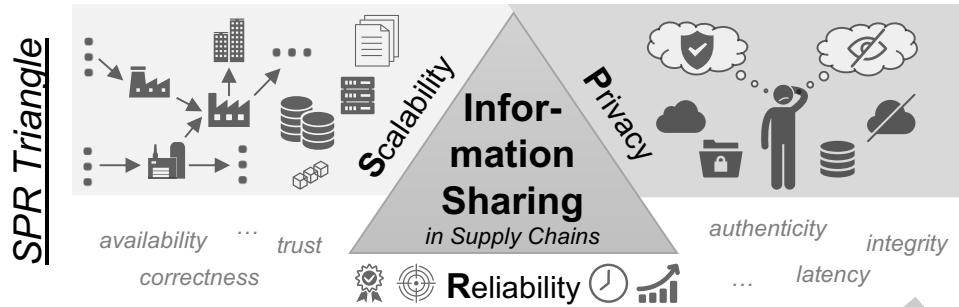 SPR Triangle
Scalability
Privacy
Infor-
mation
Sharing
in Supply Chains
availability
...
trust
correctness
authenticity
integrity
...
latency
Reliability